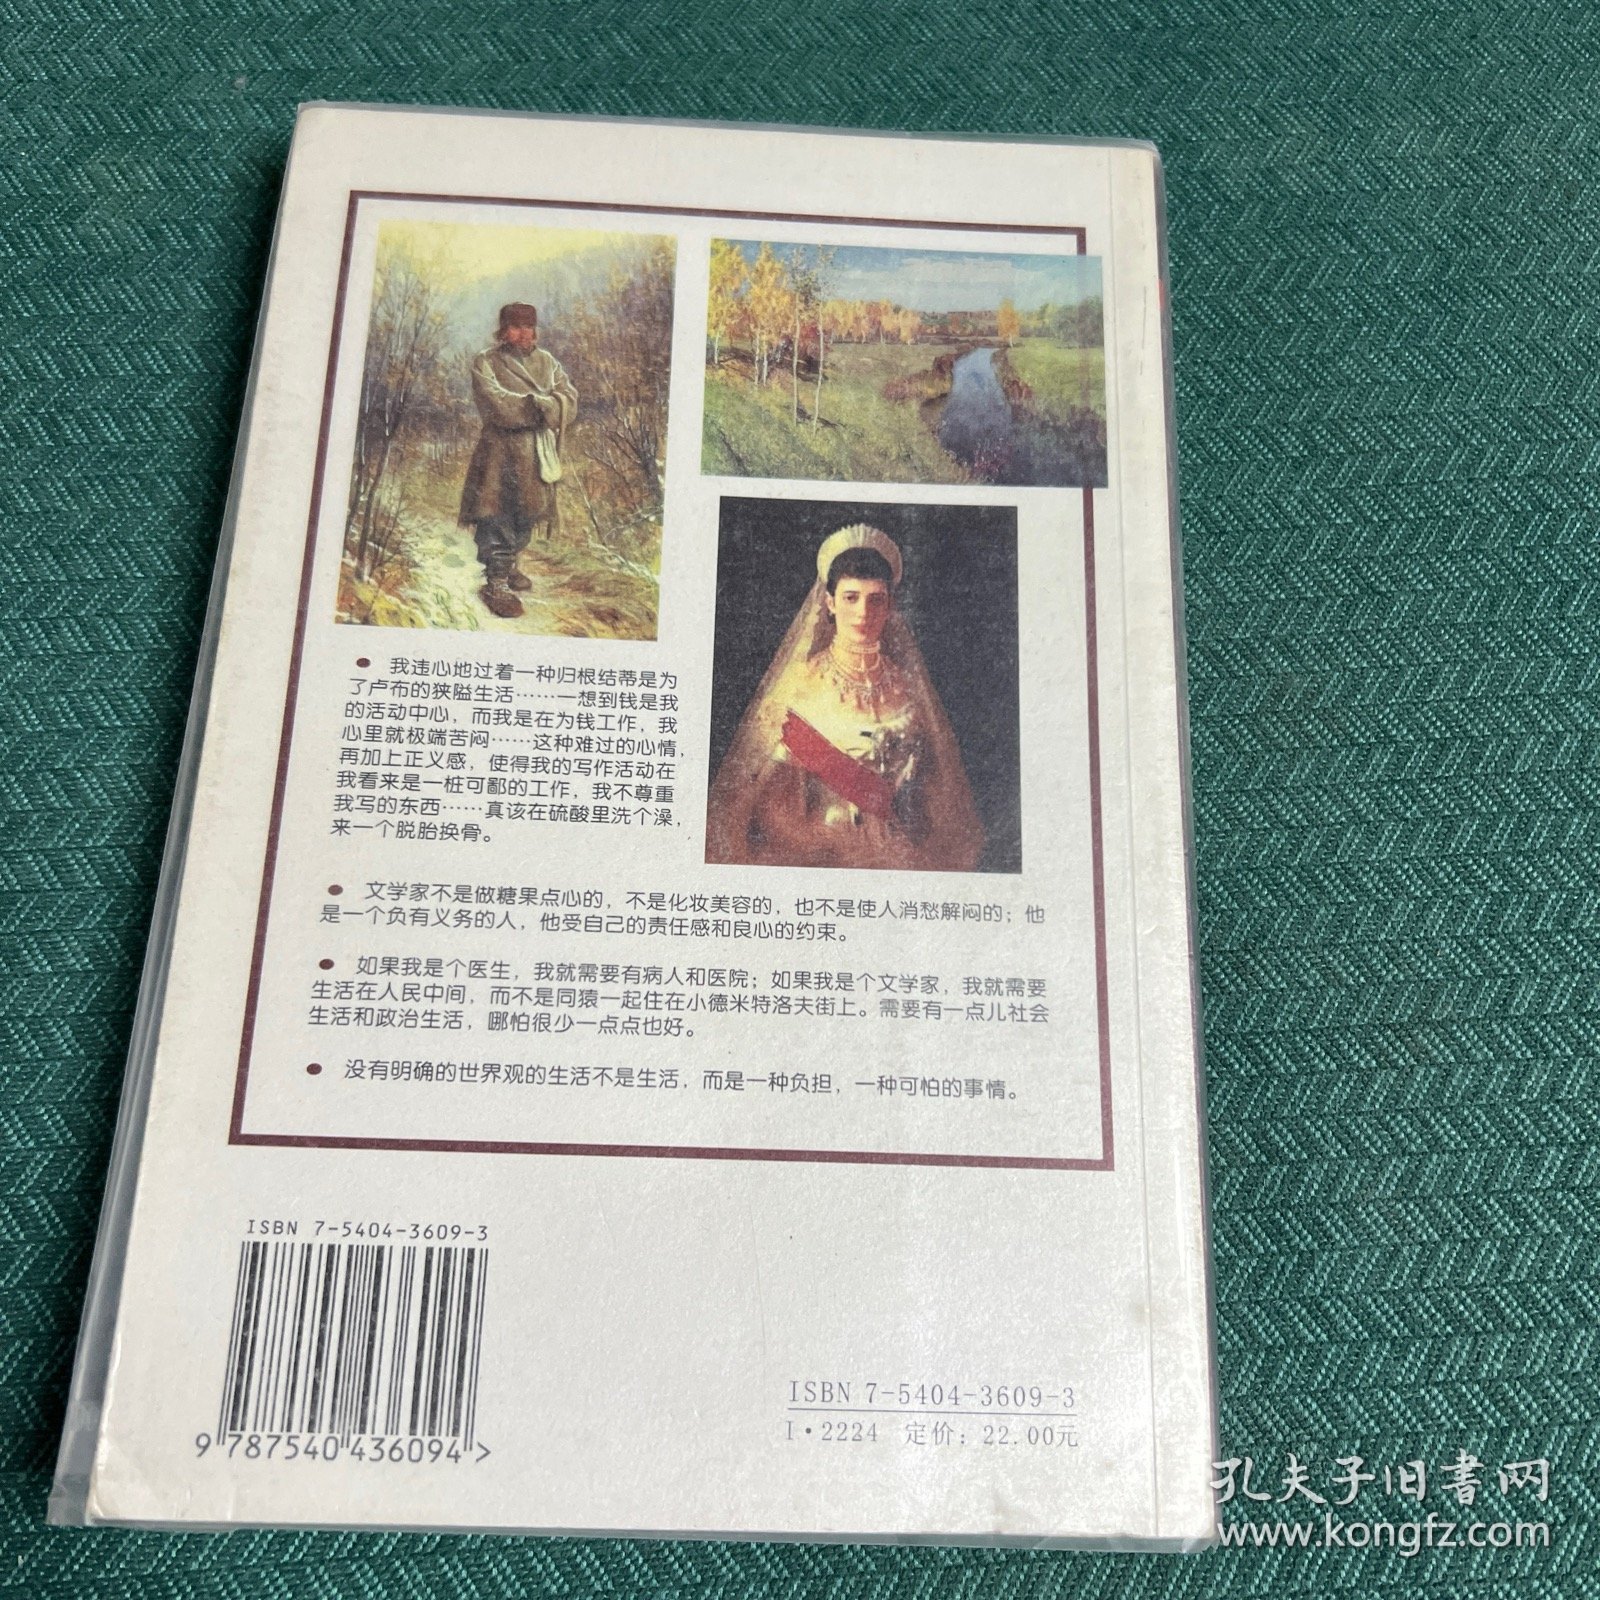 ● 我违心地过着一种归根结蒂是为
了卢布的狭隘生活……一想到钱是我
的活动中心，而我是在为钱工作，我
心里就极端苦闷……这种难过的心情，
再加上正义感，使得我的写作活动在
我看来是一桩可鄙的工作，我不尊重
我写的东西……真该在硫酸里洗个澡，
来一个脱胎换骨。
● 文学家不是做糖果点心的，不是化妆美容的，也不是使人消愁解闷的；他
是一个负有义务的人，他受自己的责任感和良心的约束。
● 如果我是个医生，我就需要有病人和医院；如果我是个文学家，我就需要
生活在人民中间，而不是同猿一起住在小德米特洛夫街上。需要有一点儿社会
生活和政治生活，哪怕很少一点点也好。
● 没有明确的世界观的生活不是生活，而是一种负担，一种可怕的事情。
ISBN 7-5404-3609-3
9 787540 436094 >
ISBN 7-5404-3609-3
I·2224 定价：22.00元
孔夫子旧書网
www.kongfz.com